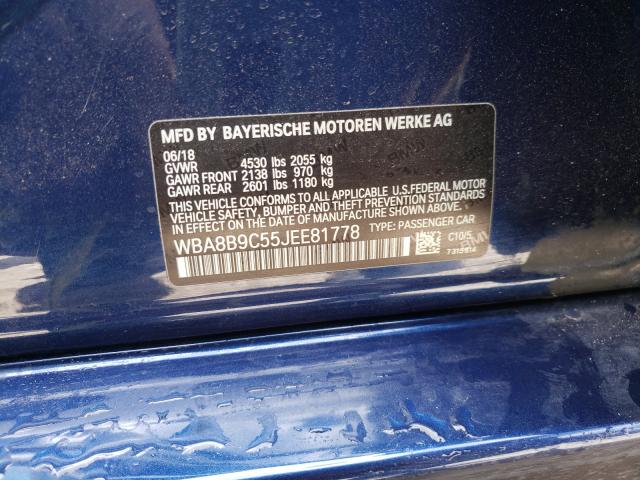 MFD BY BAYERISCHE MOTOREN WERKE AG
06/18
GVWR 4530 lbs 2055 kg
GAWR FRONT 2138 lbs 970 kg
GAWR REAR 2601 lbs 1180 kg
THIS VEHICLE CONFORMS TO ALL APPLICABLE U.S.FEDERAL MOTOR
VEHICLE SAFETY, BUMPER AND THEFT PREVENTION STANDARDS
IN EFFECT ON THE DATE OF MANUFACTURE SHOWN ABOVE.
WBA8B9C55JEE81778 TYPE: PASSENGER CAR
C10/5